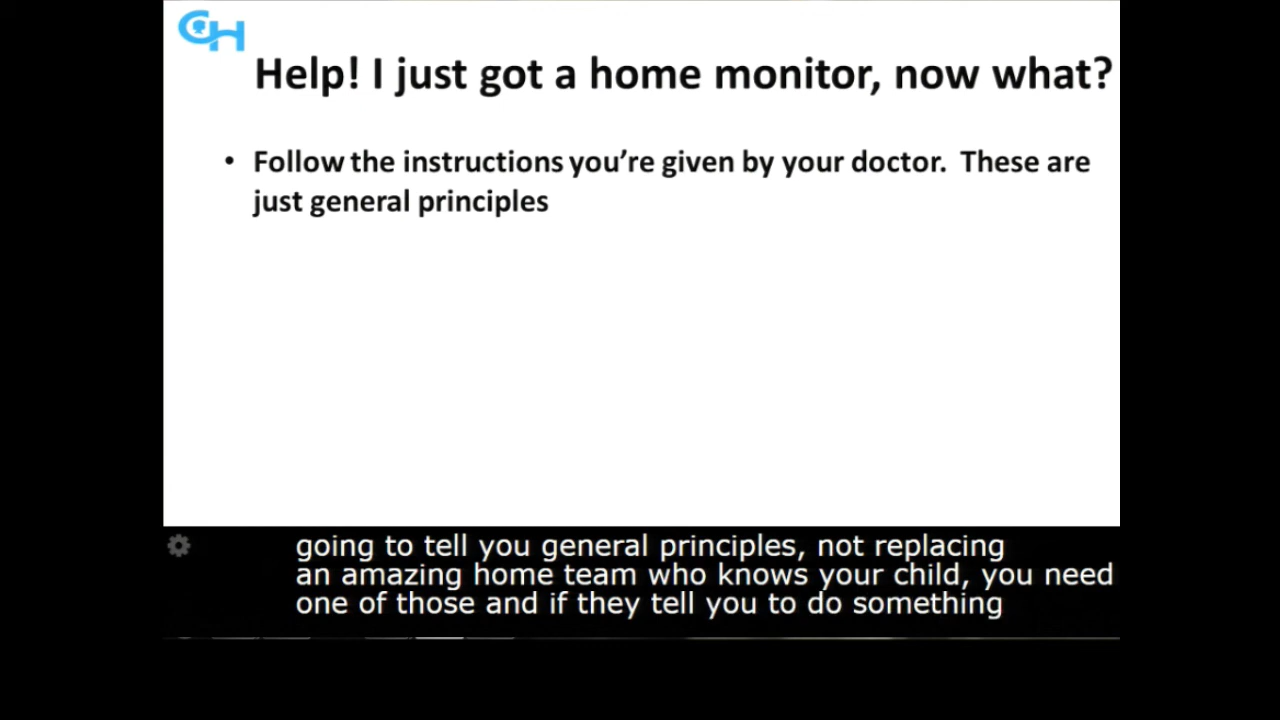 CH
Help! I just got a home monitor, now what?
• Follow the instructions you’re given by your doctor.  These are
just general principles
going to tell you general principles, not replacing
an amazing home team who knows your child, you need
one of those and if they tell you to do something